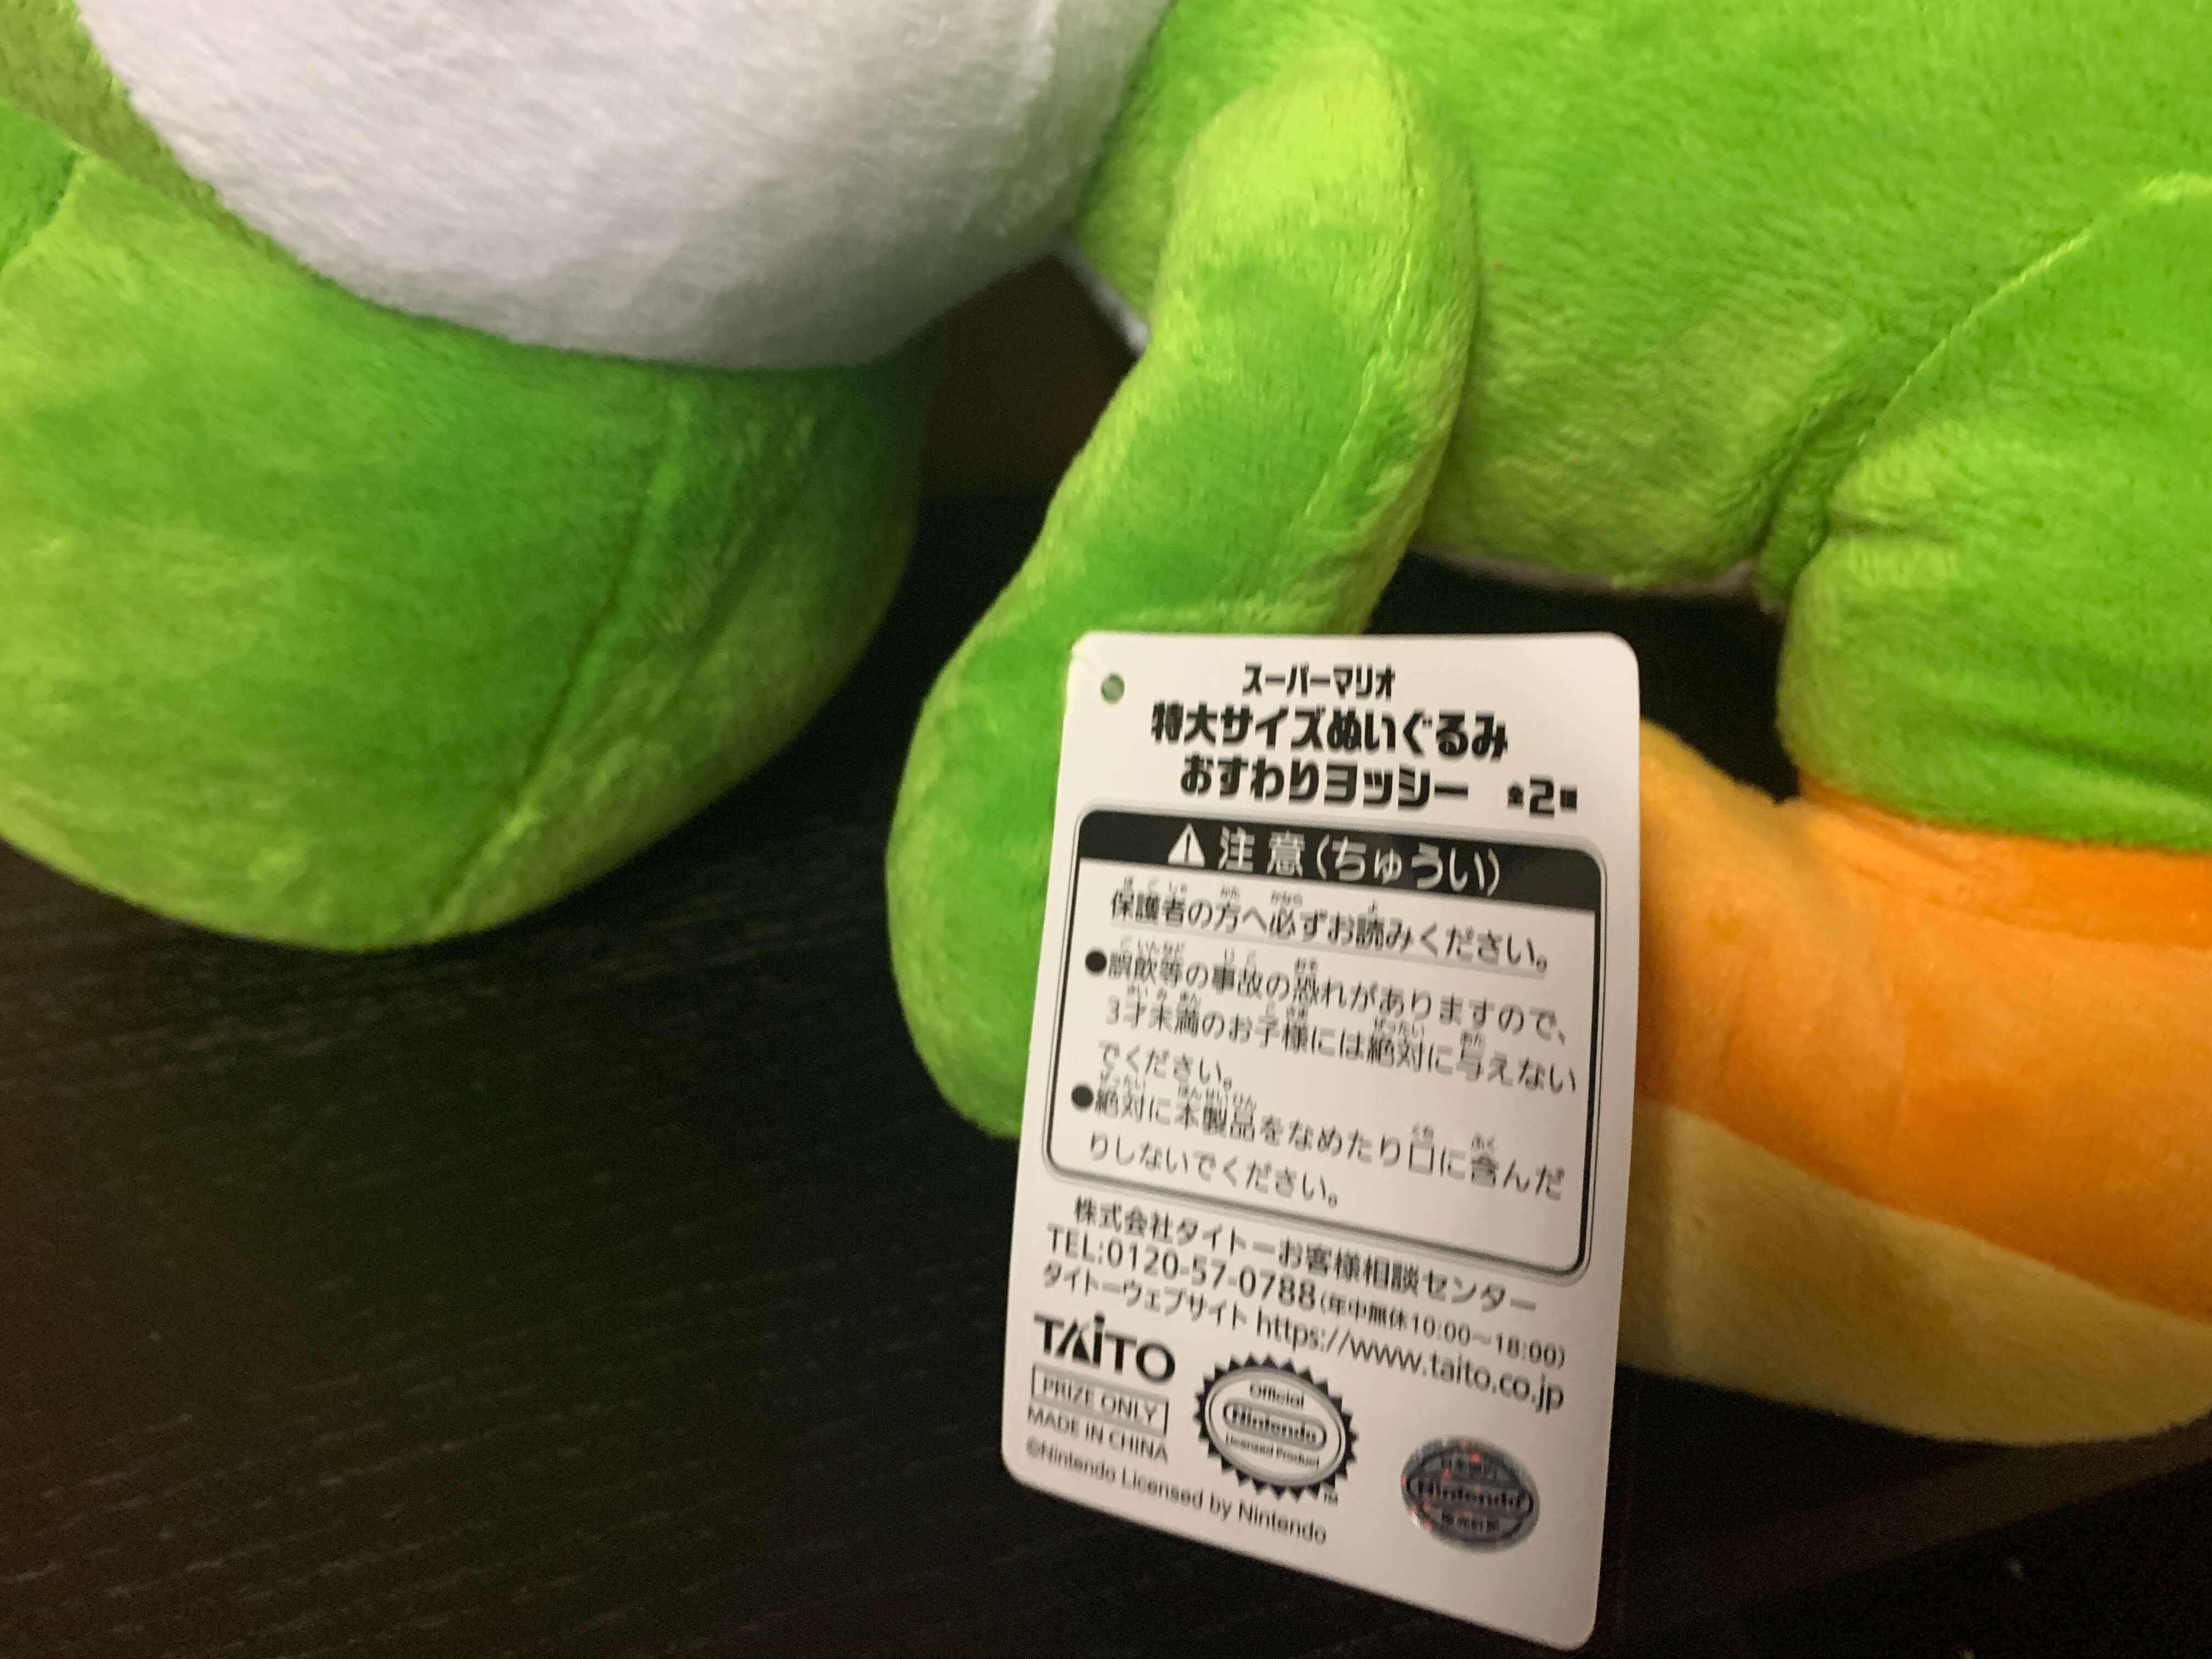 スーパーマリオ
特大サイズぬいぐるみ
おすわりヨッシー 全2種
注意(ちゅうい)
保護者の方へ必ずお読みください。
●誤飲等の事故の恐れがありますので、
3才未満のお子様には絶対に与えない
でください。
●絶対に本製品をなめたり口に含んだ
りしないでください。
株式会社タイトーお客様相談センター
TEL:0120-57-0788(年中無休10:00〜18:00)
タイトーウェブサイト https://www.taito.co.jp
TAITO
PRIZE ONLY
MADE IN CHINA
©Nintendo Licensed by Nintendo
Official
Nintendo
Licensed Product
TM
Nintendo